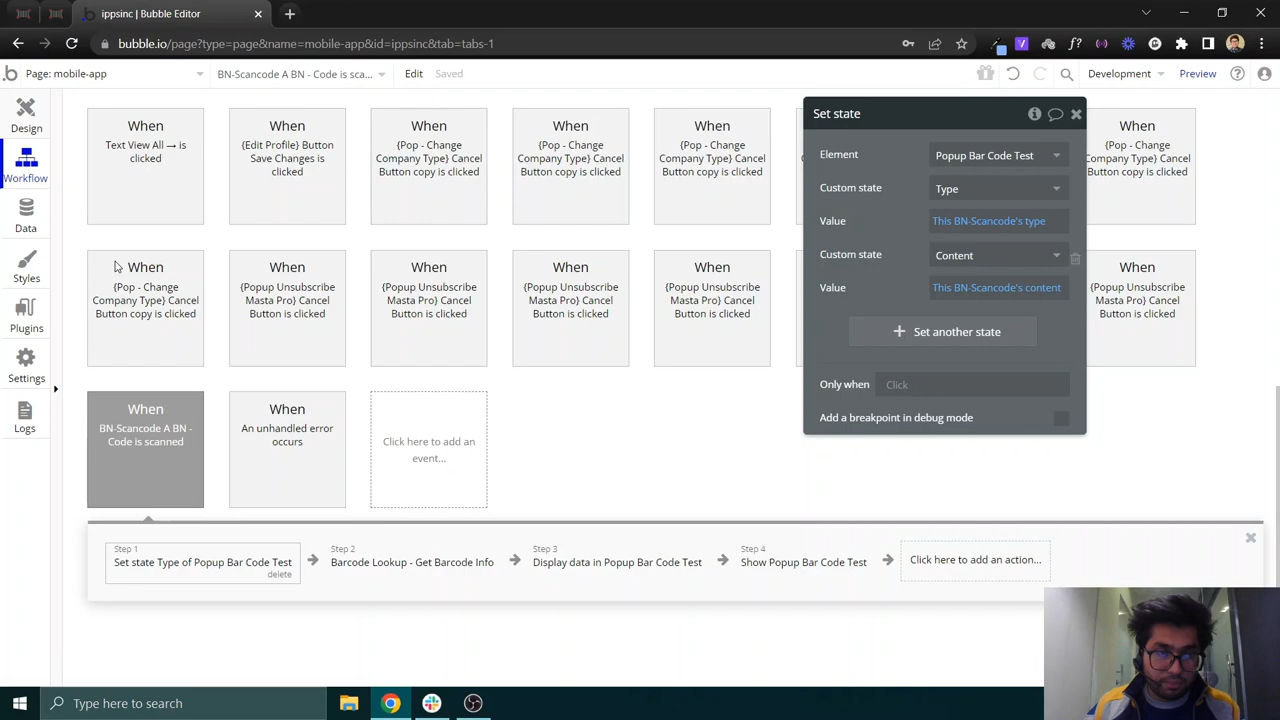 ippsinc | Bubble Editor
bubble.io/page?type=page&name=mobile-app&id=ippsinc&tab=tabs-1
Page: mobile-app
BN-Scancode A BN - Code is sca...
Edit
Saved
Development
Preview
Design
Workflow
Data
Styles
Plugins
Settings
Logs
When
Text View All → is
clicked
When
{Edit Profile} Button
Save Changes is
clicked
When
{Pop - Change
Company Type} Cancel
Button copy is clicked
When
{Pop - Change
Company Type} Cancel
Button copy is clicked
When
{Pop - Change
Company Type} Cancel
Button copy is clicked
When
{Pop - Change
Company Type} Cancel
Button copy is clicked
When
{Pop - Change
Company Type} Cancel
Button copy is clicked
When
{Popup Unsubscribe
Masta Pro} Cancel
Button is clicked
When
{Popup Unsubscribe
Masta Pro} Cancel
Button is clicked
When
{Popup Unsubscribe
Masta Pro} Cancel
Button is clicked
When
{Popup Unsubscribe
Masta Pro} Cancel
Button is clicked
When
{Popup Unsubscribe
Masta Pro} Cancel
Button is clicked
When
BN-Scancode A BN -
Code is scanned
When
An unhandled error
occurs
Click here to add an
event...
Set state
Element
Popup Bar Code Test
Custom state
Type
Value
This BN-Scancode's type
Custom state
Content
Value
This BN-Scancode's content
Set another state
Only when
Click
Add a breakpoint in debug mode
Step 1
Set state Type of Popup Bar Code Test
delete
Step 2
Barcode Lookup - Get Barcode Info
Step 3
Display data in Popup Bar Code Test
Step 4
Show Popup Bar Code Test
Click here to add an action...
Type here to search